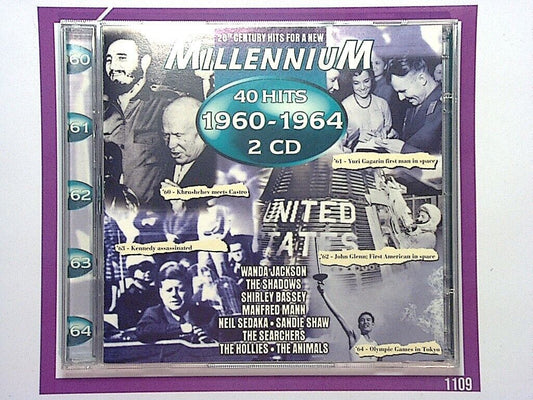 20TH CENTURY HITS FOR A NEW
MILLENNIUM
40 HITS
1960-1964
2 CD
60
61
62
63
64
'61 - Yuri Gagarin first man in space
'60 - Khrushchev meets Castro
UNITED
STATES
'63 - Kennedy assassinated
'62 - John Glenn; First American in space
WANDA JACKSON
THE SHADOWS
SHIRLEY BASSEY
MANFRED MANN
NEIL SEDAKA • SANDIE SHAW
THE SEARCHERS
THE HOLLIES • THE ANIMALS
'64 - Olympic Games in Tokyo
1109